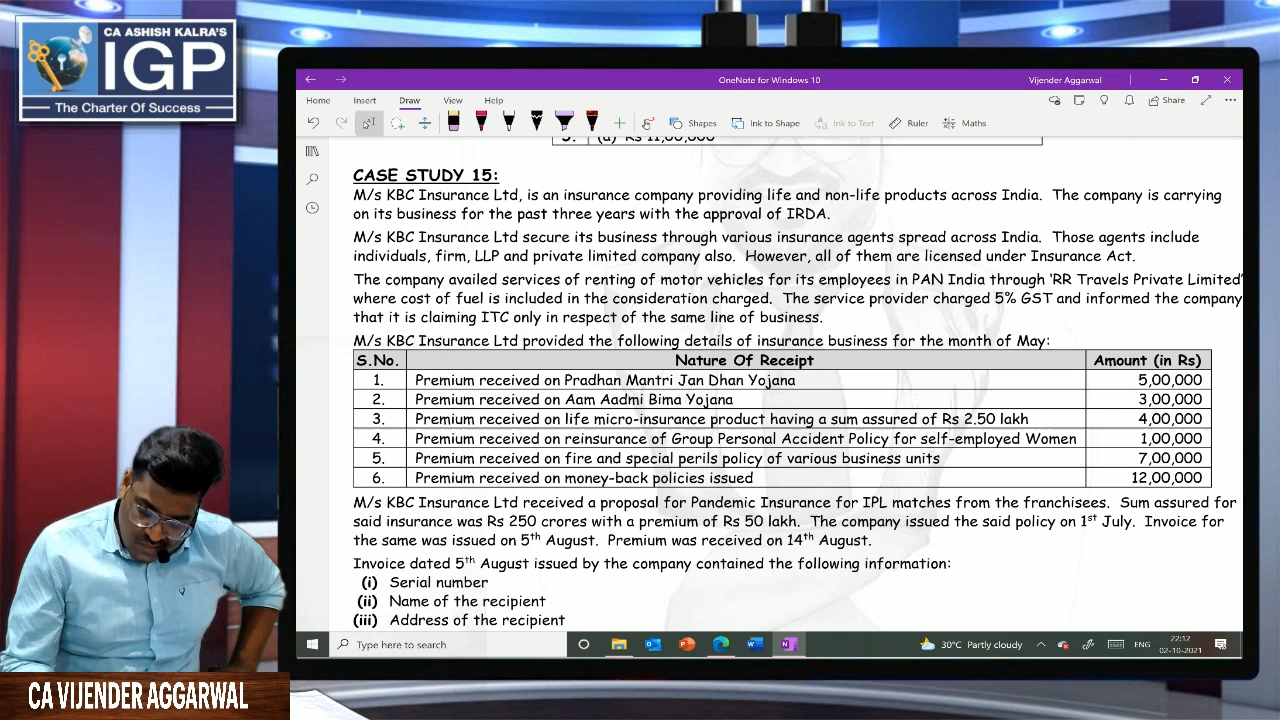 CA ASHISH KALRA'S
IGP
The Charter Of Success
OneNote for Windows 10
Vijender Aggarwal
Home Insert Draw View Help
Share
Shapes Ink to Shape Ink to Text Ruler Maths
CASE STUDY 15:
M/s KBC Insurance Ltd, is an insurance company providing life and non-life products across India. The company is carrying
on its business for the past three years with the approval of IRDA.
M/s KBC Insurance Ltd secure its business through various insurance agents spread across India. Those agents include
individuals, firm, LLP and private limited company also. However, all of them are licensed under Insurance Act.
The company availed services of renting of motor vehicles for its employees in PAN India through 'RR Travels Private Limited'
where cost of fuel is included in the consideration charged. The service provider charged 5% GST and informed the company
that it is claiming ITC only in respect of the same line of business.
M/s KBC Insurance Ltd provided the following details of insurance business for the month of May:
S.No. Nature Of Receipt Amount (in Rs)
1. Premium received on Pradhan Mantri Jan Dhan Yojana 5,00,000
2. Premium received on Aam Aadmi Bima Yojana 3,00,000
3. Premium received on life micro-insurance product having a sum assured of Rs 2.50 lakh 4,00,000
4. Premium received on reinsurance of Group Personal Accident Policy for self-employed Women 1,00,000
5. Premium received on fire and special perils policy of various business units 7,00,000
6. Premium received on money-back policies issued 12,00,000
M/s KBC Insurance Ltd received a proposal for Pandemic Insurance for IPL matches from the franchisees. Sum assured for
said insurance was Rs 250 crores with a premium of Rs 50 lakh. The company issued the said policy on 1st July. Invoice for
the same was issued on 5th August. Premium was received on 14th August.
Invoice dated 5th August issued by the company contained the following information:
(i) Serial number
(ii) Name of the recipient
(iii) Address of the recipient
Type here to search
30°C Partly cloudy
ENG
22:12
02-10-2021
CA VIJENDER AGGARWAL